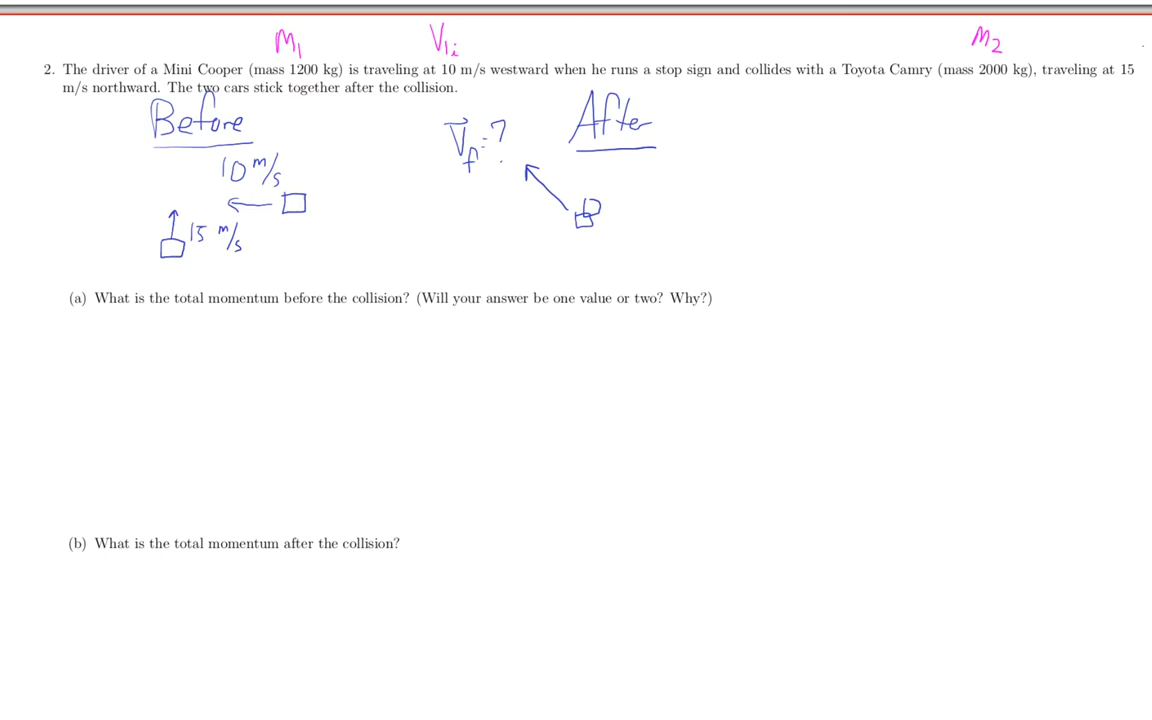 M₁ V₁ᵢ M₂
2. The driver of a Mini Cooper (mass 1200 kg) is traveling at 10 m/s westward when he runs a stop sign and collides with a Toyota Camry (mass 2000 kg), traveling at 15
m/s northward. The two cars stick together after the collision.
Before
V⃗f=?
After
10 m/s
15 m/s
(a) What is the total momentum before the collision? (Will your answer be one value or two? Why?)
(b) What is the total momentum after the collision?